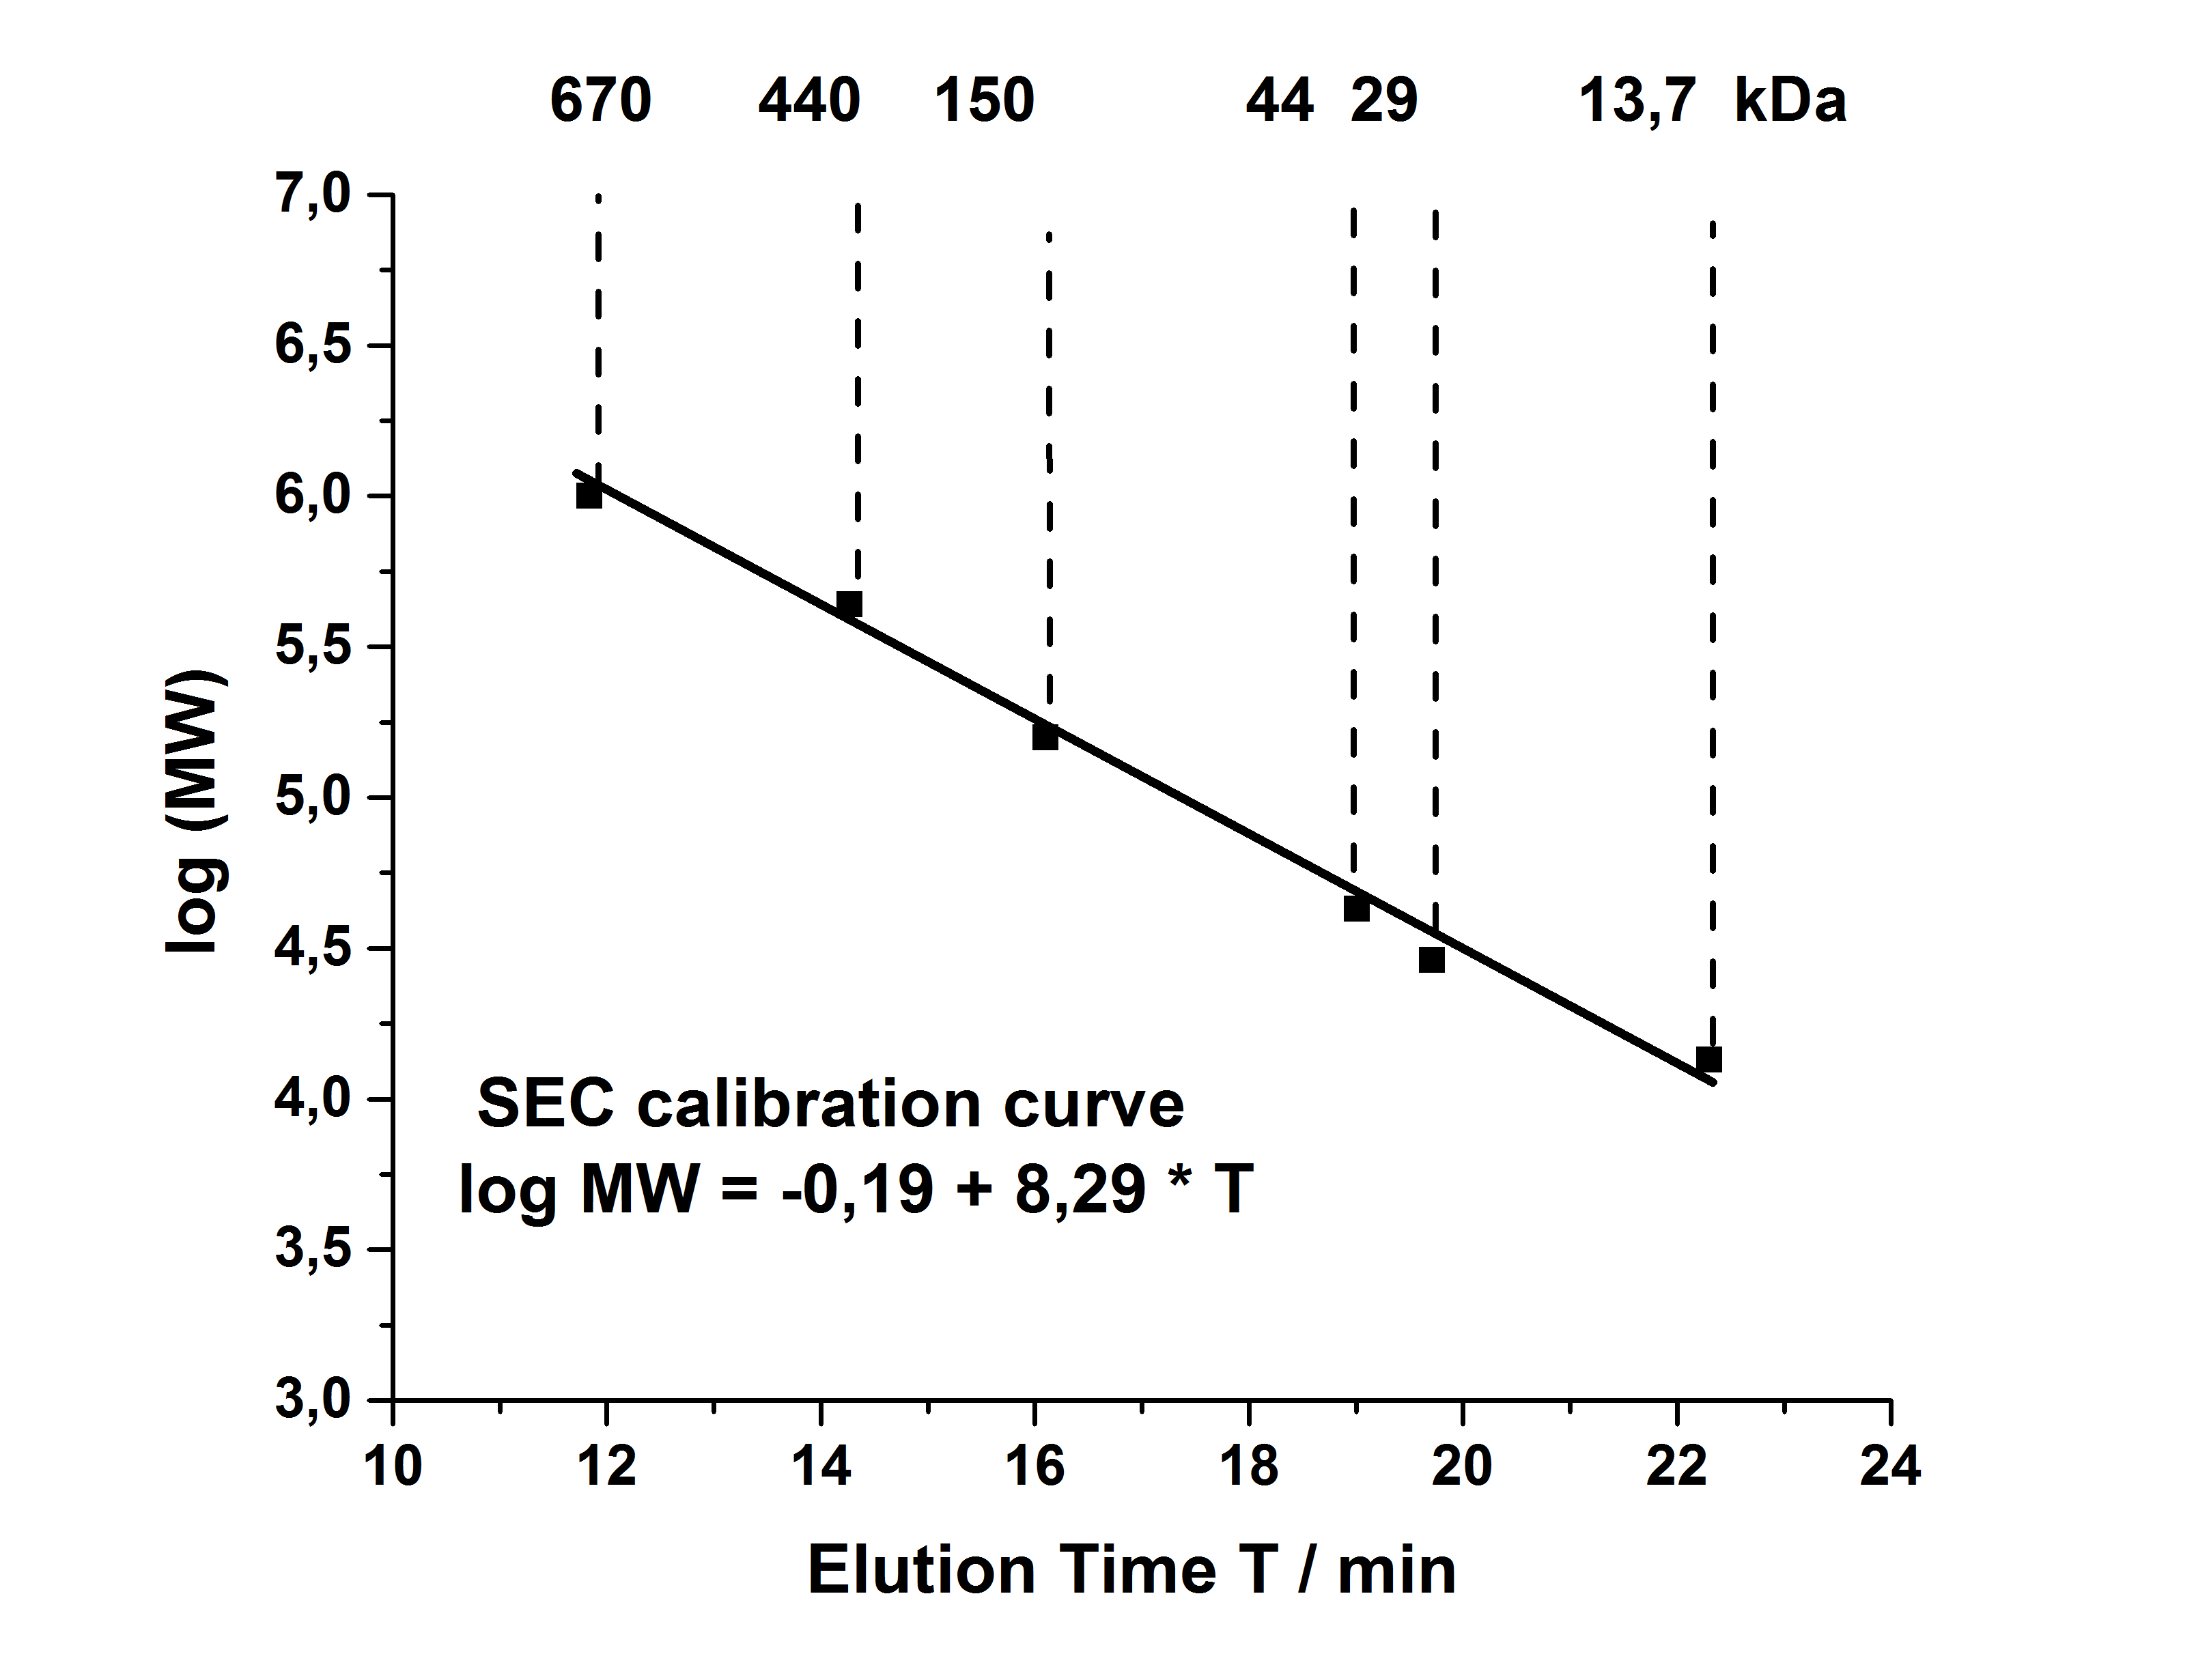 670 440 150 44 29 13,7 kDa
7,0
6,5
6,0
5,5
5,0
4,5
4,0
3,5
3,0
log (MW)
SEC calibration curve
log MW = -0,19 + 8,29 * T
10 12 14 16 18 20 22 24
Elution Time T / min